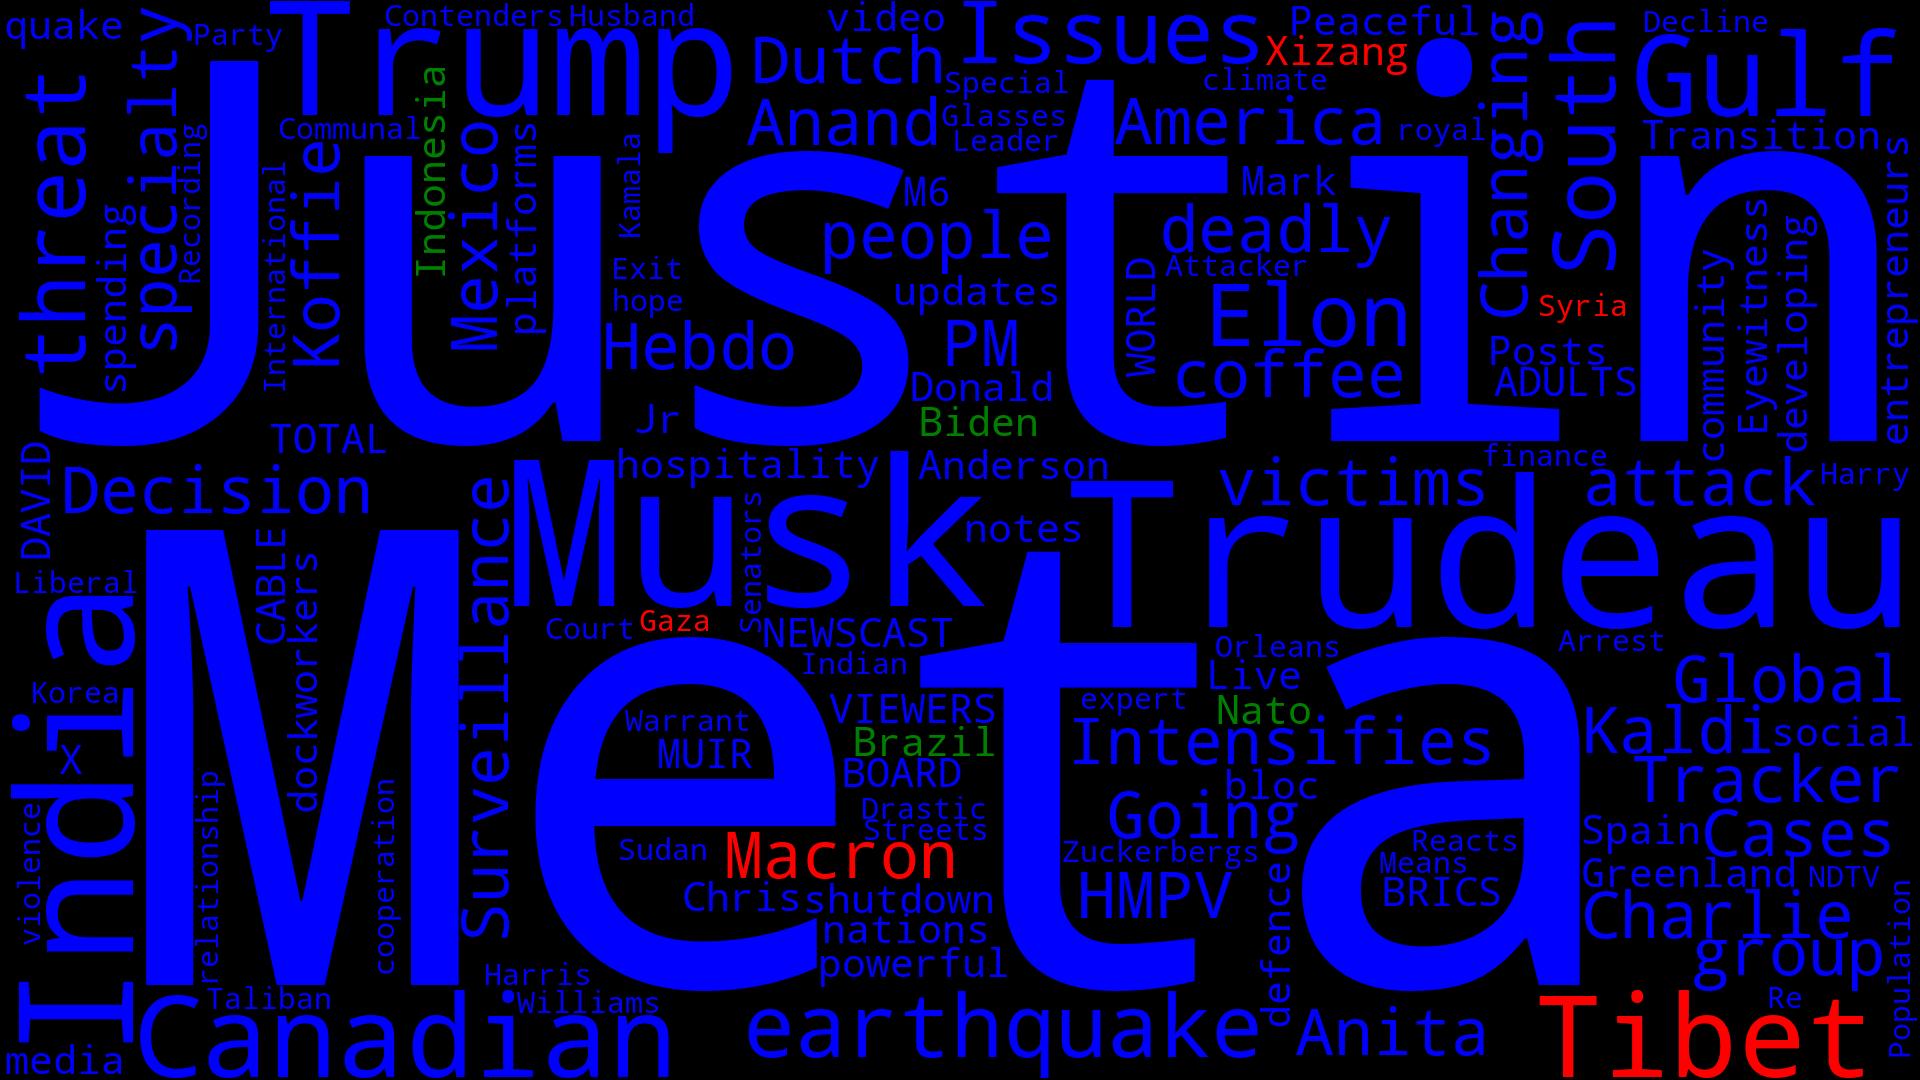 quake
Party
Trump
Contenders
Husband
video
Issues
Peaceful
Decline
threat
specialty
Dutch
Special
Xizang
climate
Changing
South
Gulf
Recording
Communal
Indonesia
Mexico
platforms
Kamala
Anand
Glasses
Leader
America
royal
Transition
spending
International
Koffie
Justin
M6
people
Mark
deadly
Attacker
Exit
hope
updates
WORLD
Elon
Syria
community
Eyewitness
developing
entrepreneurs
Hebdo
PM
coffee
Posts
ADULTS
Donald
Jr
Biden
TOTAL
DAVID
Decision
hospitality
Anderson
victims
finance
attack
Harry
Musk
Senators
notes
Trudeau
Liberal
CABLE
dockworkers
Surveillance
Court
Gaza
NEWSCAST
Indian
Orleans
Live
Arrest
India
Korea
X
Meta
Warrant
MUIR
VIEWERS
Brazil
BOARD
expert
Nato
Intensifies
bloc
Global
Kaldi
social
Tracker
violence
relationship
cooperation
Drastic
Streets
Going
Sudan
Macron
Zuckerbergs
Reacts
Means
BRICS
Spain
Cases
Greenland
NDTV
Chris
shutdown
HMPV
defence
Charlie
nations
powerful
group
Population
Harris
Taliban
Williams
Re
media
Canadian
earthquake
Anita
Tibet